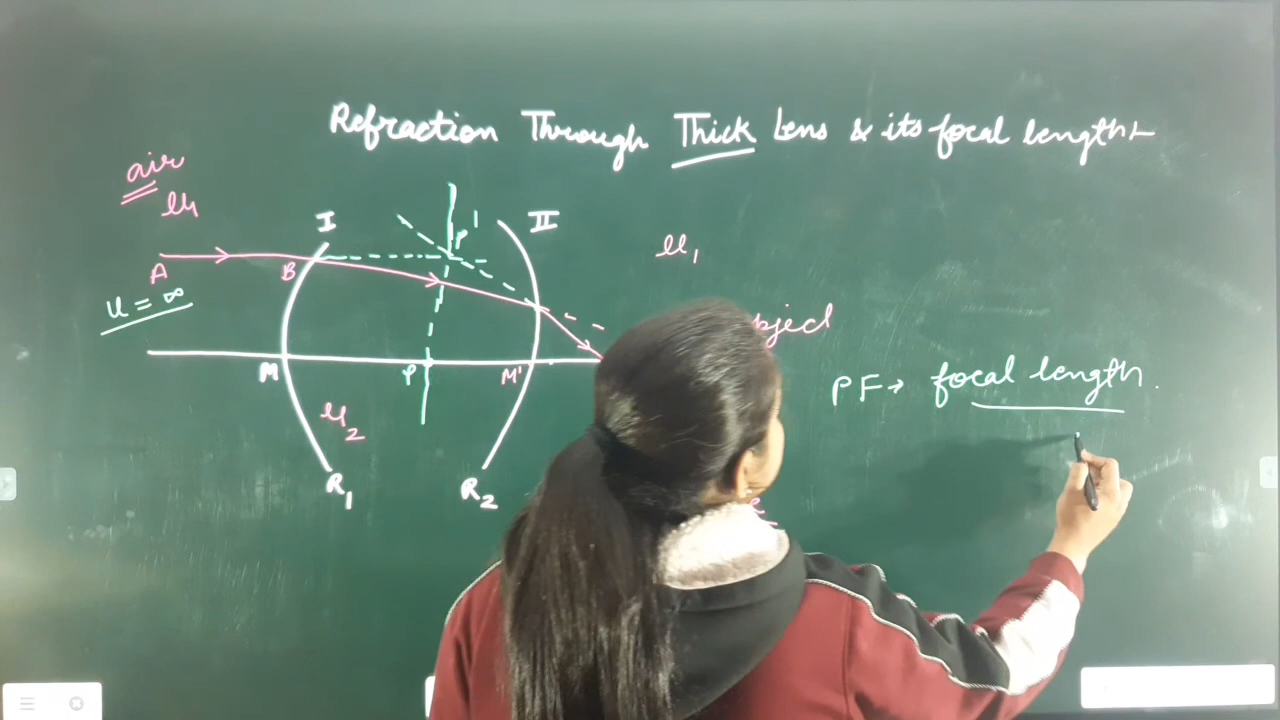 Refraction Through Thick Lens & its focal length
air
μ1
I
II
P'
μ1
A
B
u = ∞
M
P
M'
PF → focal length.
μ2
R1
R2